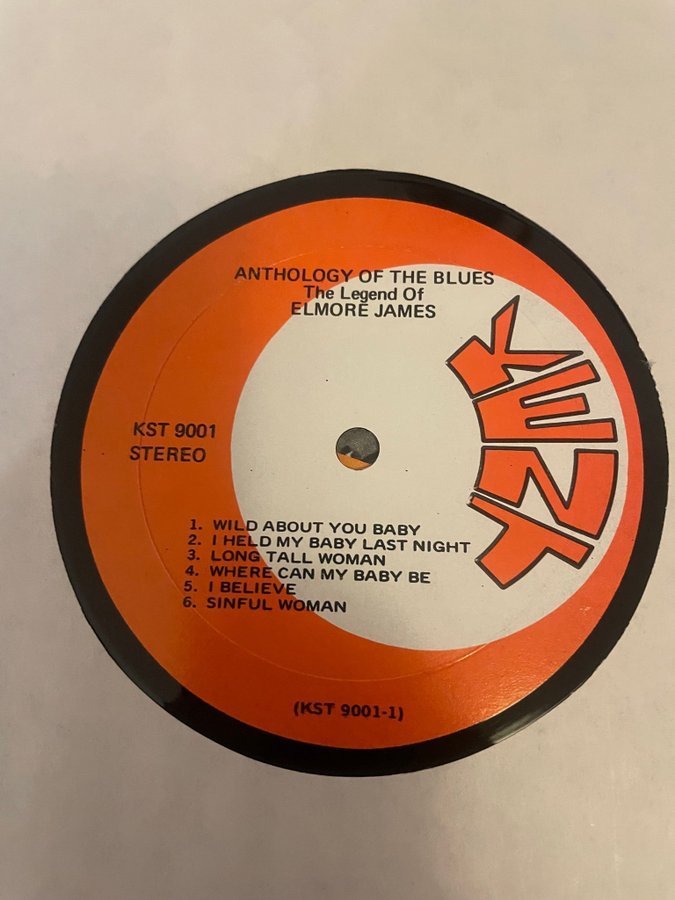 ANTHOLOGY OF THE BLUES
The Legend Of
ELMORE JAMES
KENT
KST 9001
STEREO
1. WILD ABOUT YOU BABY
2. I HELD MY BABY LAST NIGHT
3. LONG TALL WOMAN
4. WHERE CAN MY BABY BE
5. I BELIEVE
6. SINFUL WOMAN
(KST 9001-1)